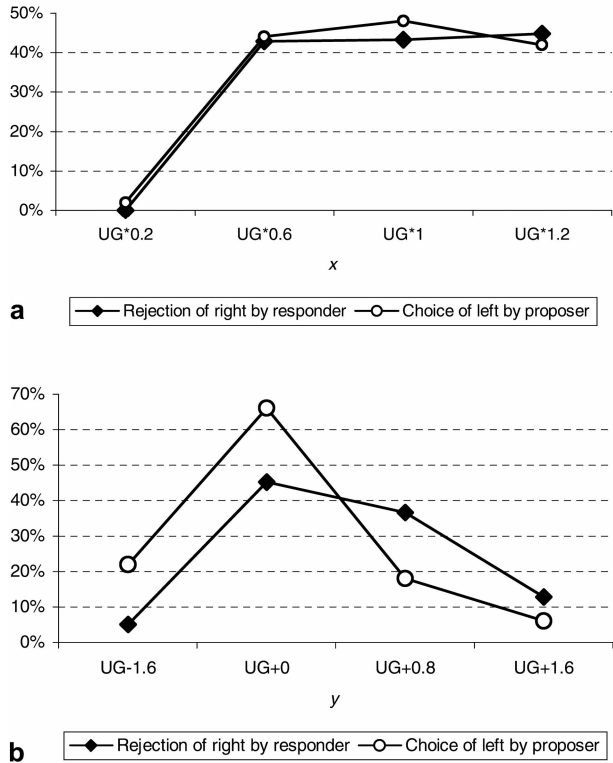 50%
40%
30%
20%
10%
0%
UG*0.2 UG*0.6 UG*1 UG*1.2
x
a
Rejection of right by responder Choice of left by proposer
70%
60%
50%
40%
30%
20%
10%
0%
UG-1.6 UG+0 UG+0.8 UG+1.6
y
b
Rejection of right by responder Choice of left by proposer